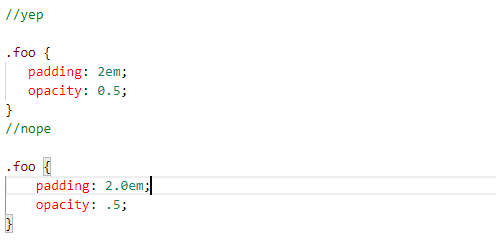 //yep
.foo {
padding: 2em;
opacity: 0.5;
}
//nope
.foo {
padding: 2.0em;
opacity: .5;
}